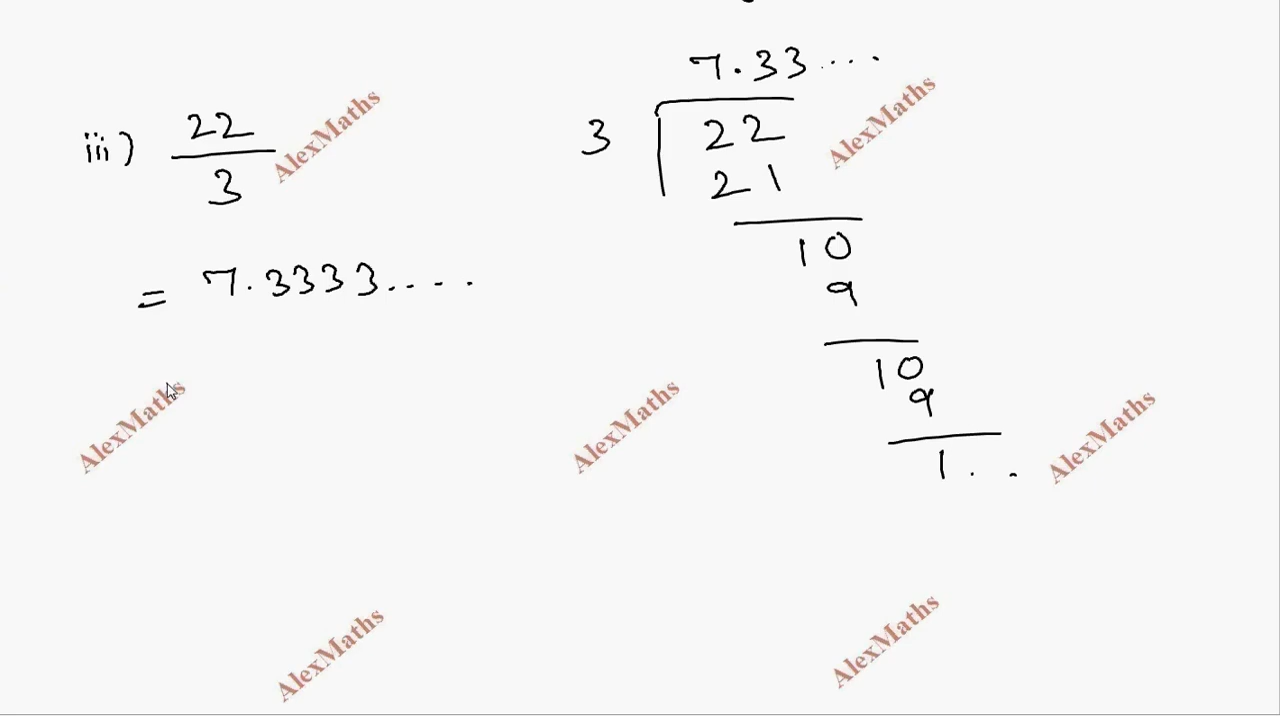 7.33....
iii) 22/3
3 22
21
10
9
= 7.3333....
10
9
1..
AlexMaths
AlexMaths
AlexMaths
AlexMaths
AlexMaths
AlexMaths
AlexMaths